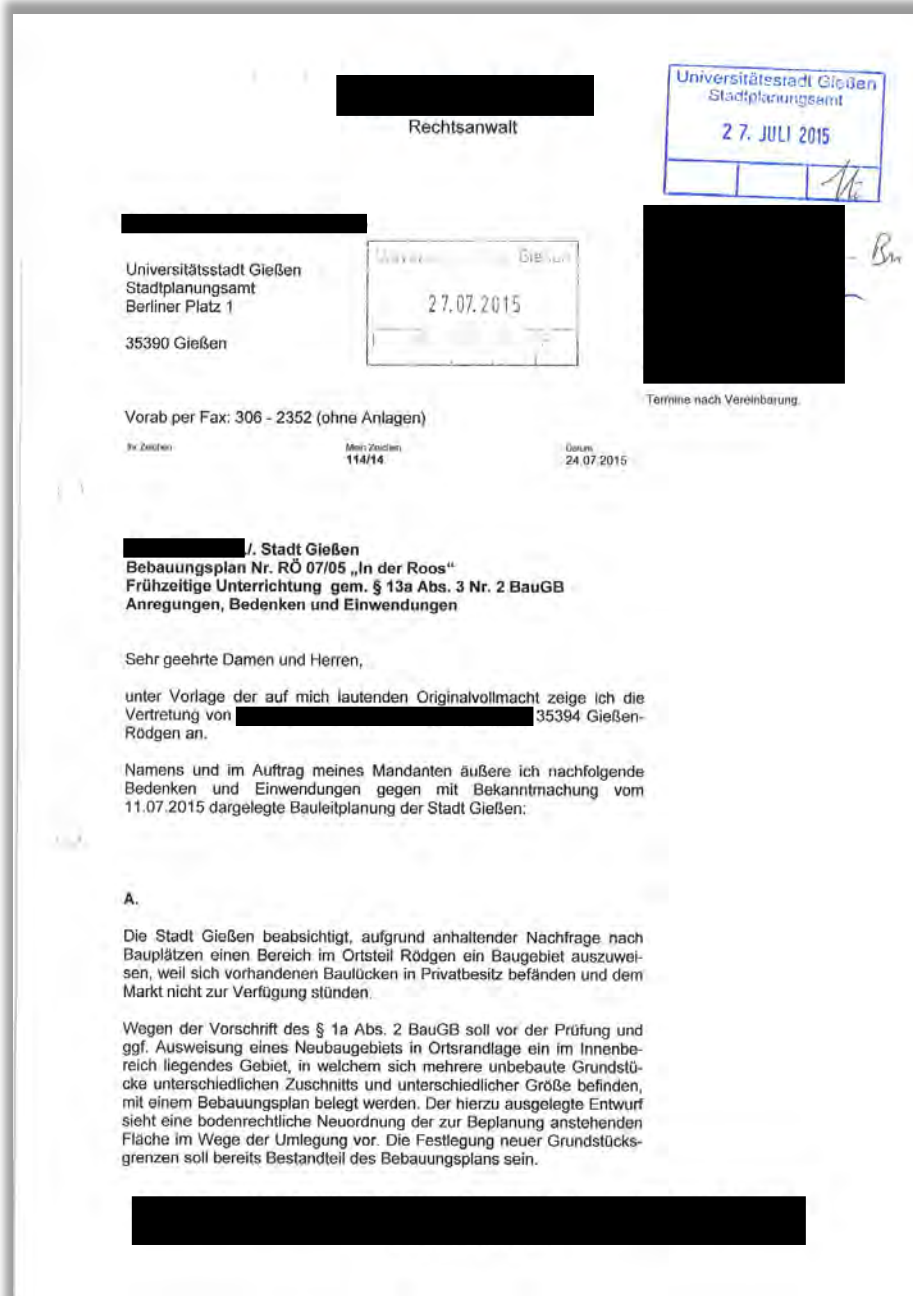 Rechtsanwalt
Universitätsstadt Gießen
Stadtplanungsamt
27. JULI 2015
Universitätsstadt Gießen
Stadtplanungsamt
Berliner Platz 1
35390 Gießen
Gießen
27.07.2015
Termine nach Vereinbarung.
Vorab per Fax: 306 - 2352 (ohne Anlagen)
Ihr Zeichen
Mein Zeichen
114/14
Datum
24.07.2015
./. Stadt Gießen
Bebauungsplan Nr. RÖ 07/05 „In der Roos“
Frühzeitige Unterrichtung gem. § 13a Abs. 3 Nr. 2 BauGB
Anregungen, Bedenken und Einwendungen
Sehr geehrte Damen und Herren,
unter Vorlage der auf mich lautenden Originalvollmacht zeige ich die
Vertretung von 35394 Gießen-
Rödgen an.
Namens und im Auftrag meines Mandanten äußere ich nachfolgende
Bedenken und Einwendungen gegen mit Bekanntmachung vom
11.07.2015 dargelegte Bauleitplanung der Stadt Gießen:
A.
Die Stadt Gießen beabsichtigt, aufgrund anhaltender Nachfrage nach
Bauplätzen einen Bereich im Ortsteil Rödgen ein Baugebiet auszuwei-
sen, weil sich vorhandenen Baulücken in Privatbesitz befänden und dem
Markt nicht zur Verfügung stünden.
Wegen der Vorschrift des § 1a Abs. 2 BauGB soll vor der Prüfung und
ggf. Ausweisung eines Neubaugebiets in Ortsrandlage ein im Innenbe-
reich liegendes Gebiet, in welchem sich mehrere unbebaute Grundstü-
cke unterschiedlichen Zuschnitts und unterschiedlicher Größe befinden,
mit einem Bebauungsplan belegt werden. Der hierzu ausgelegte Entwurf
sieht eine bodenrechtliche Neuordnung der zur Beplanung anstehenden
Fläche im Wege der Umlegung vor. Die Festlegung neuer Grundstücks-
grenzen soll bereits Bestandteil des Bebauungsplans sein.